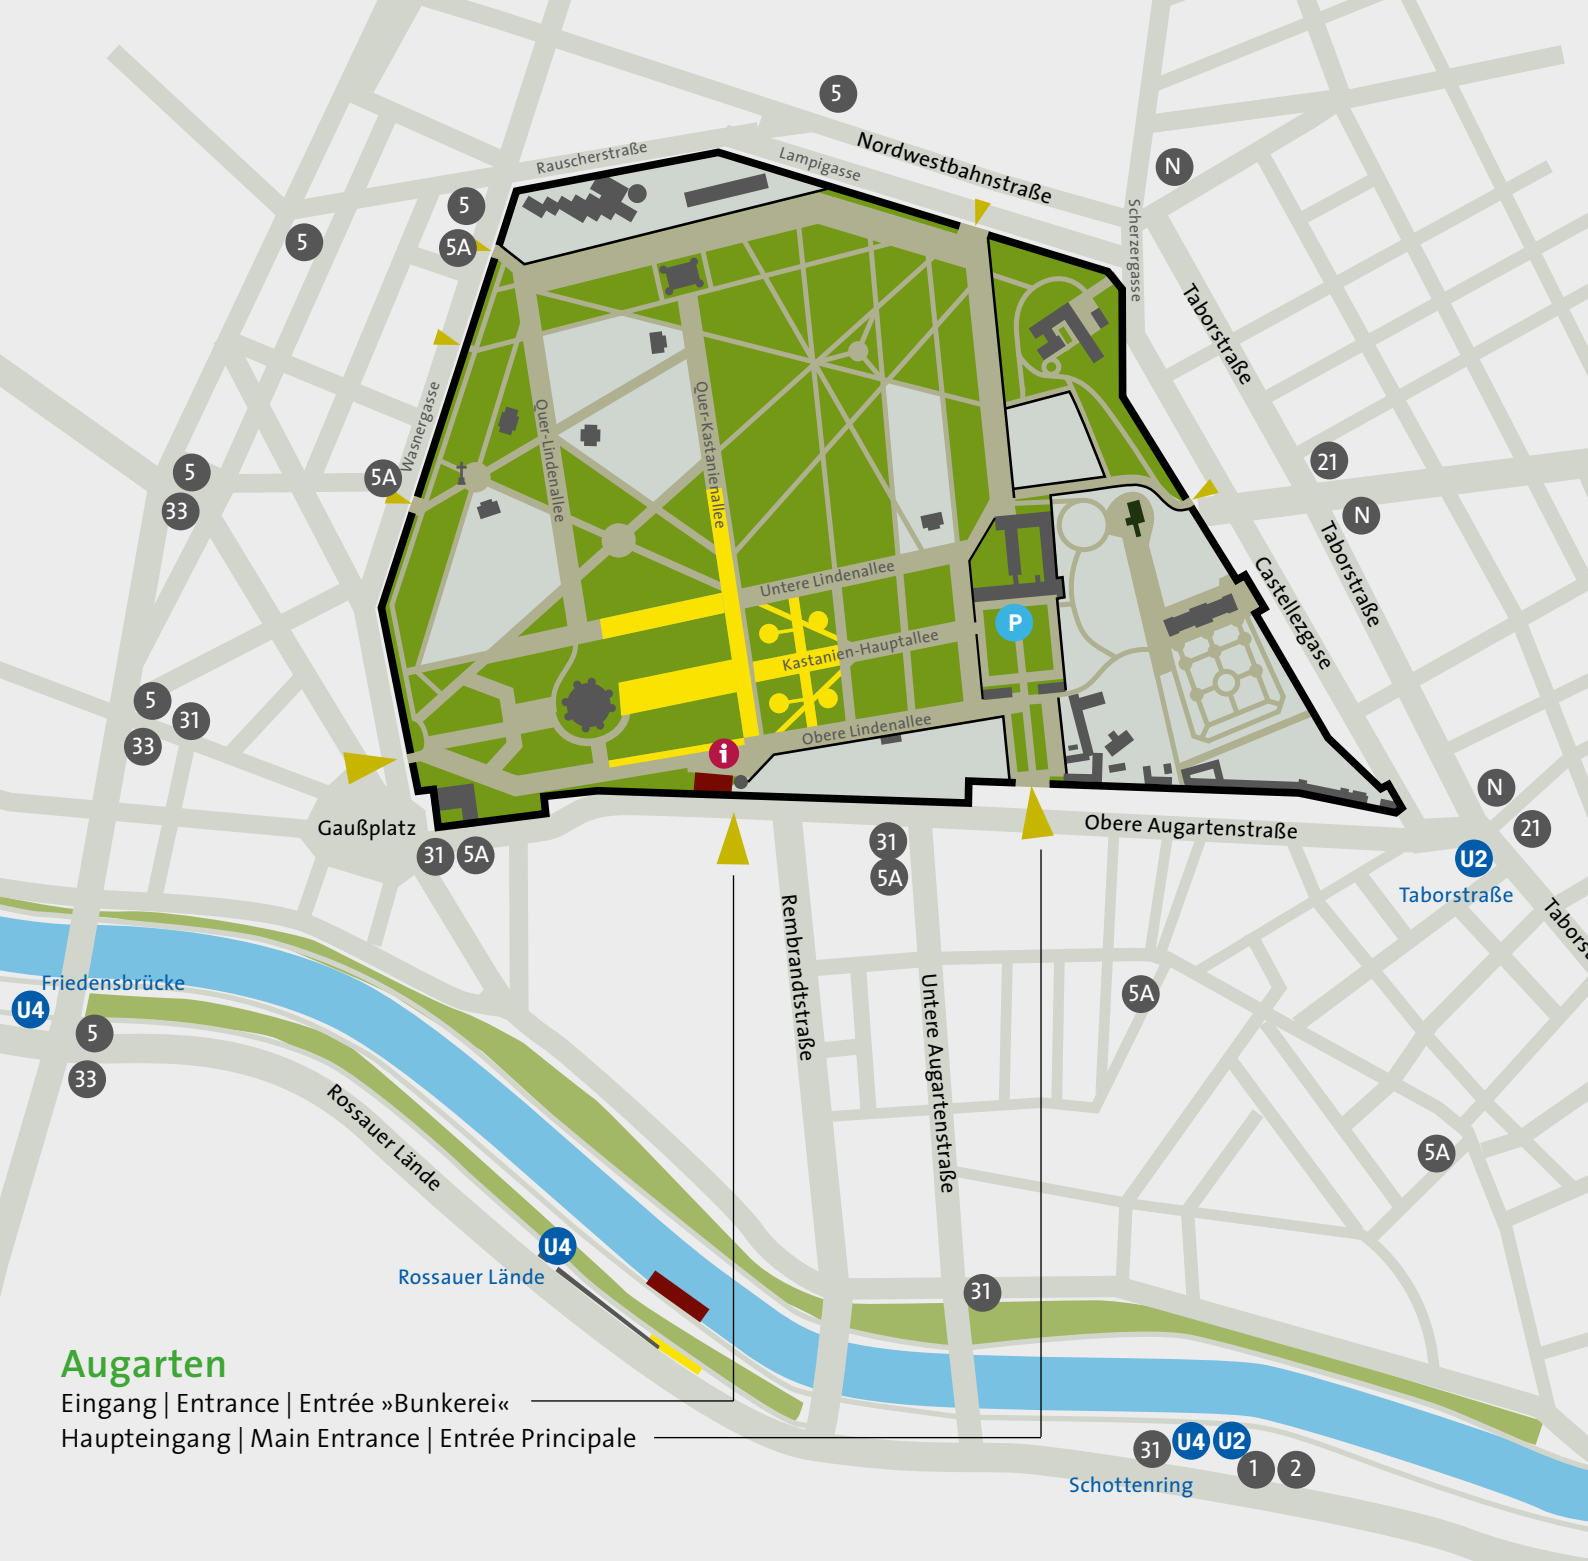 5
Nordwestbahnstraße
Rauscherstraße
Lampigasse
N
5
5A
5
Scherzergasse
Taborstraße
Wasnergasse
Quer-Lindenallee
Quer-Kastanienallee
5
5A
33
21
N
Taborstraße
Castellezgase
Untere Lindenallee
P
Kastanien-Hauptallee
Obere Lindenallee
i
5
31
33
Gaußplatz
31
5A
31
5A
Obere Augartenstraße
N
21
U2
Taborstraße
Friedensbrücke
U4
5
33
Rembrandtstraße
Untere Augartenstraße
5A
5A
Rossauer Lände
U4
Rossauer Lände
31
Augarten
Eingang | Entrance | Entrée »Bunkerei«
Haupteingang | Main Entrance | Entrée Principale
31
U4
U2
1
2
Schottenring